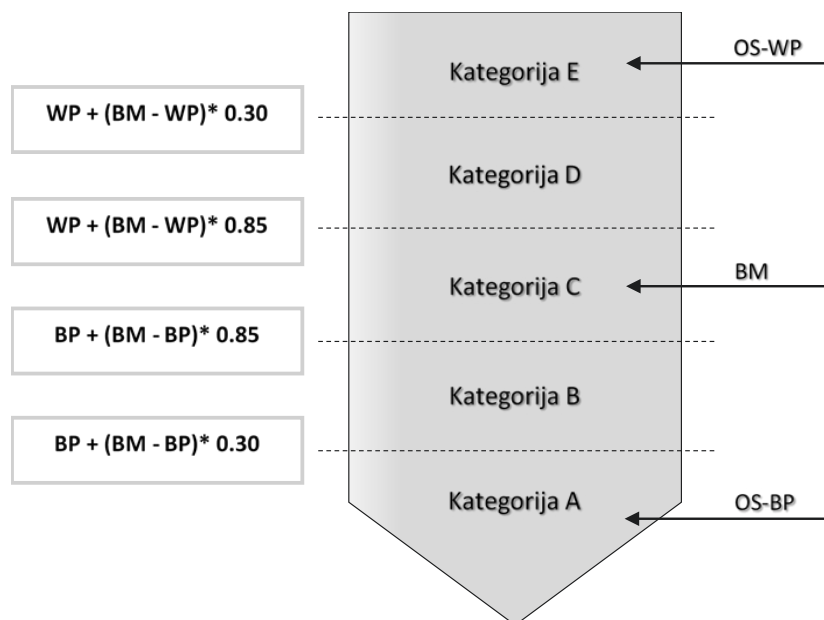 Kategorija E
OS-WP
WP + (BM - WP)* 0.30
Kategorija D
WP + (BM - WP)* 0.85
Kategorija C
BM
BP + (BM - BP)* 0.85
Kategorija B
BP + (BM - BP)* 0.30
Kategorija A
OS-BP